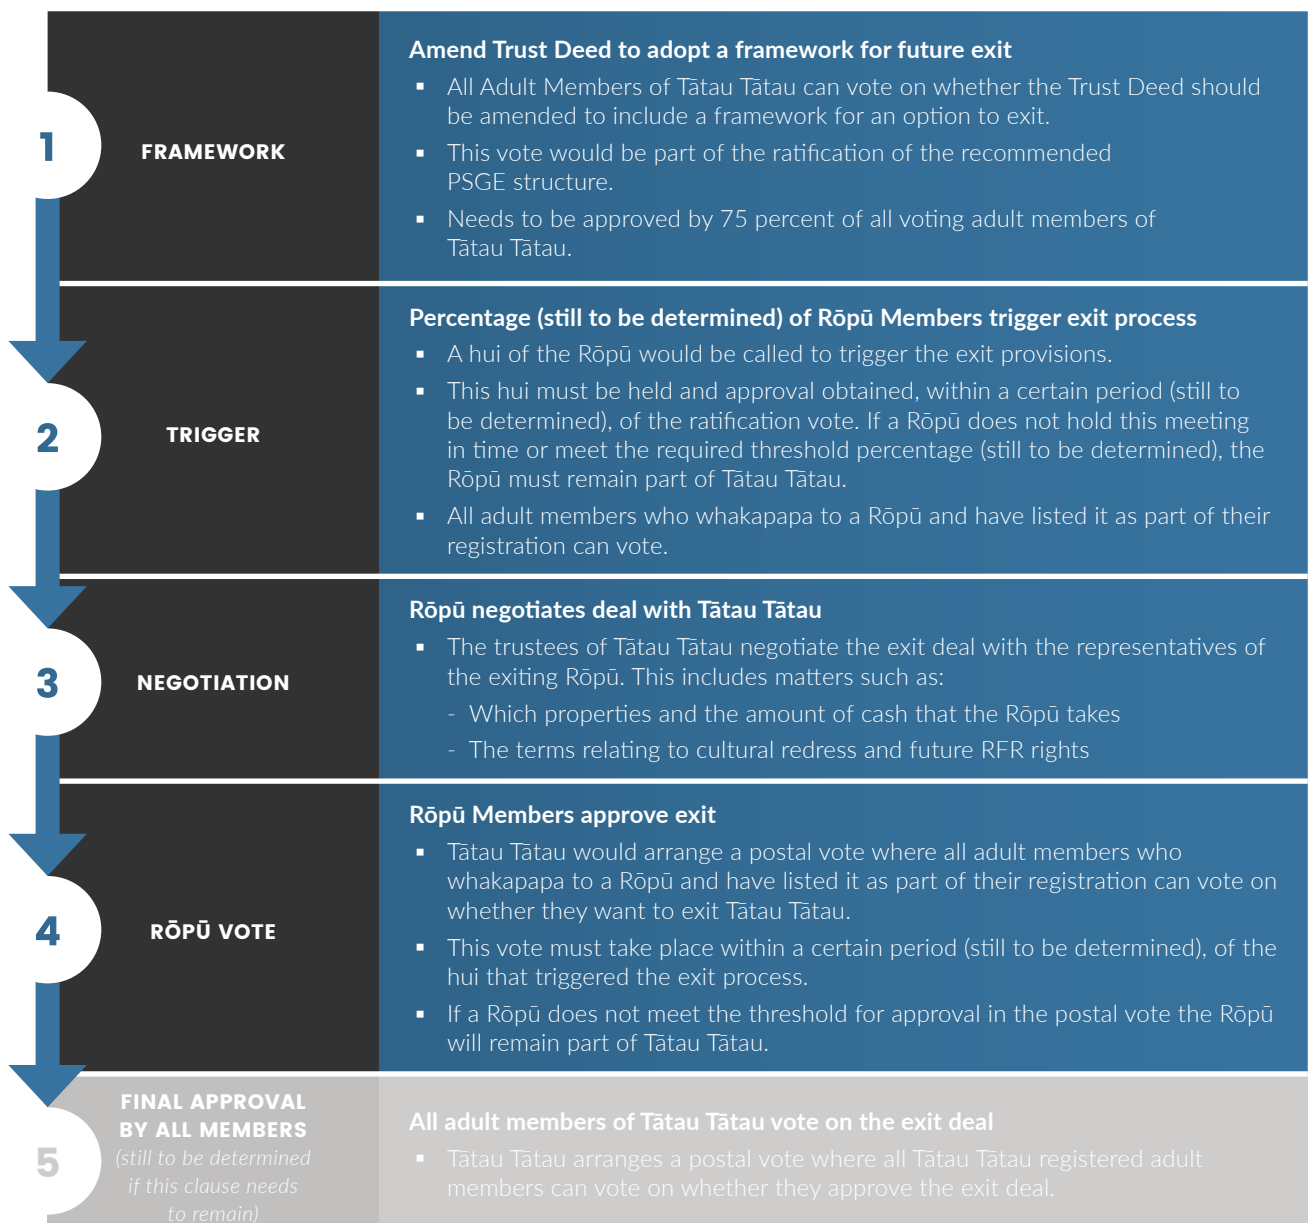 1
FRAMEWORK
Amend Trust Deed to adopt a framework for future exit
▪ All Adult Members of Tātau Tātau can vote on whether the Trust Deed should
be amended to include a framework for an option to exit.
▪ This vote would be part of the ratification of the recommended
PSGE structure.
▪ Needs to be approved by 75 percent of all voting adult members of
Tātau Tātau.
2
TRIGGER
Percentage (still to be determined) of Rōpū Members trigger exit process
▪ A hui of the Rōpū would be called to trigger the exit provisions.
▪ This hui must be held and approval obtained, within a certain period (still to
be determined), of the ratification vote. If a Rōpū does not hold this meeting
in time or meet the required threshold percentage (still to be determined), the
Rōpū must remain part of Tātau Tātau.
▪ All adult members who whakapapa to a Rōpū and have listed it as part of their
registration can vote.
3
NEGOTIATION
Rōpū negotiates deal with Tātau Tātau
▪ The trustees of Tātau Tātau negotiate the exit deal with the representatives of
the exiting Rōpū. This includes matters such as:
- Which properties and the amount of cash that the Rōpū takes
- The terms relating to cultural redress and future RFR rights
4
RŌPŪ VOTE
Rōpū Members approve exit
▪ Tātau Tātau would arrange a postal vote where all adult members who
whakapapa to a Rōpū and have listed it as part of their registration can vote on
whether they want to exit Tātau Tātau.
▪ This vote must take place within a certain period (still to be determined), of the
hui that triggered the exit process.
▪ If a Rōpū does not meet the threshold for approval in the postal vote the Rōpū
will remain part of Tātau Tātau.
5
FINAL APPROVAL
BY ALL MEMBERS
(still to be determined
if this clause needs
to remain)
All adult members of Tātau Tātau vote on the exit deal
▪ Tātau Tātau arranges a postal vote where all Tātau Tātau registered adult
members can vote on whether they approve the exit deal.